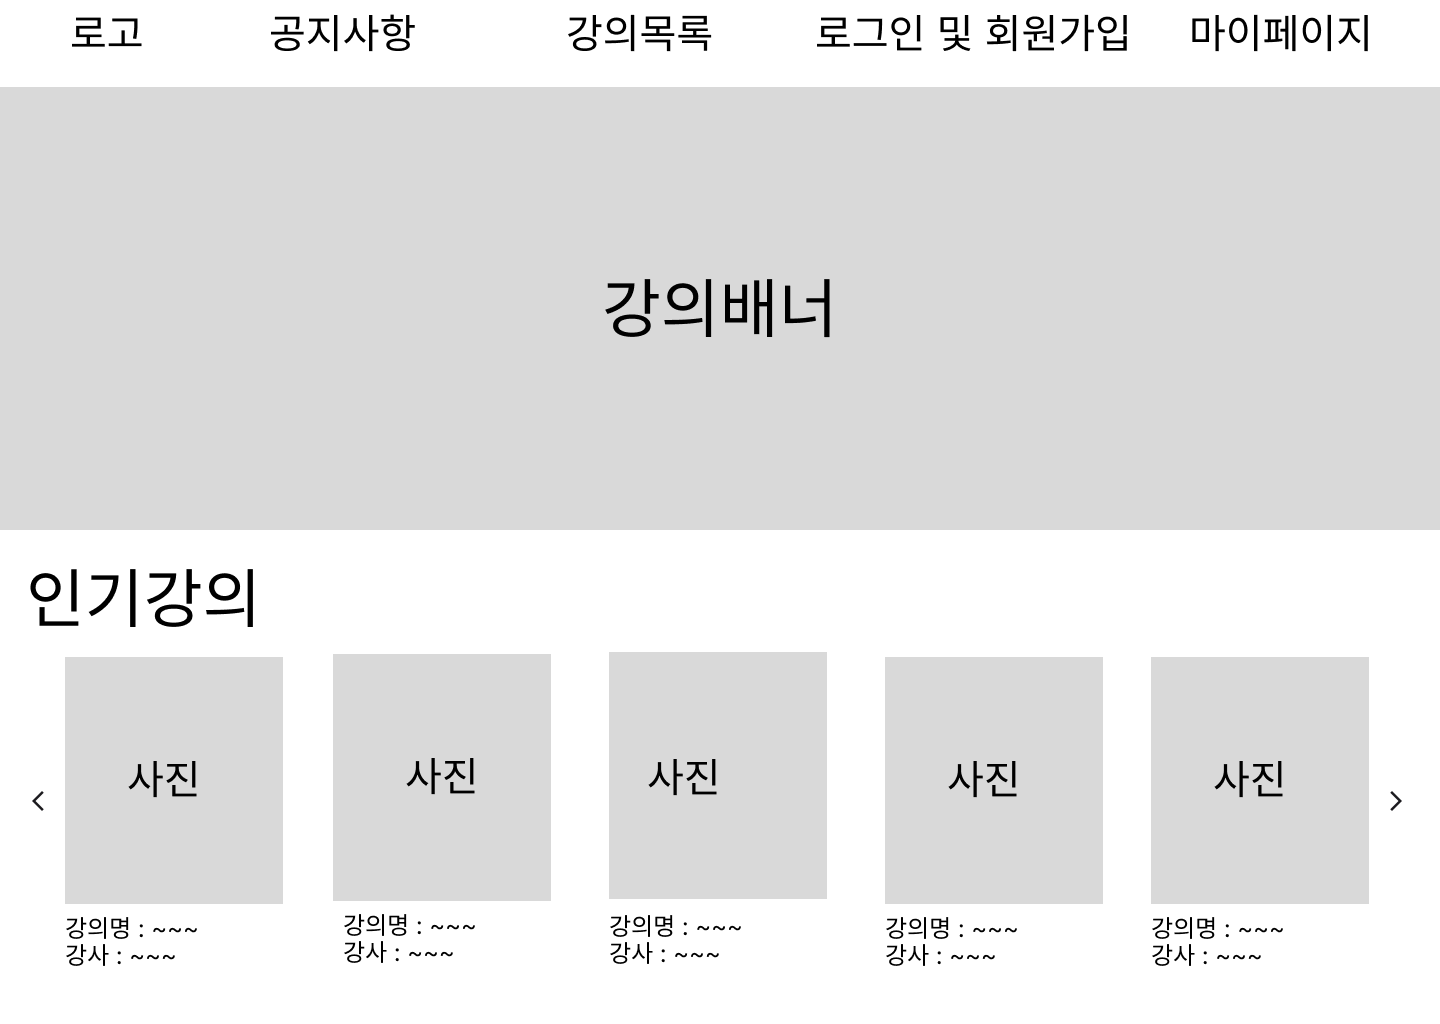 로고 공지사항 강의목록 로그인 및 회원가입 마이페이지
강의배너
인기강의
사진 사진 사진 사진 사진
강의명 : ~~~ 강의명 : ~~~ 강의명 : ~~~ 강의명 : ~~~ 강의명 : ~~~
강사 : ~~~ 강사 : ~~~ 강사 : ~~~ 강사 : ~~~ 강사 : ~~~